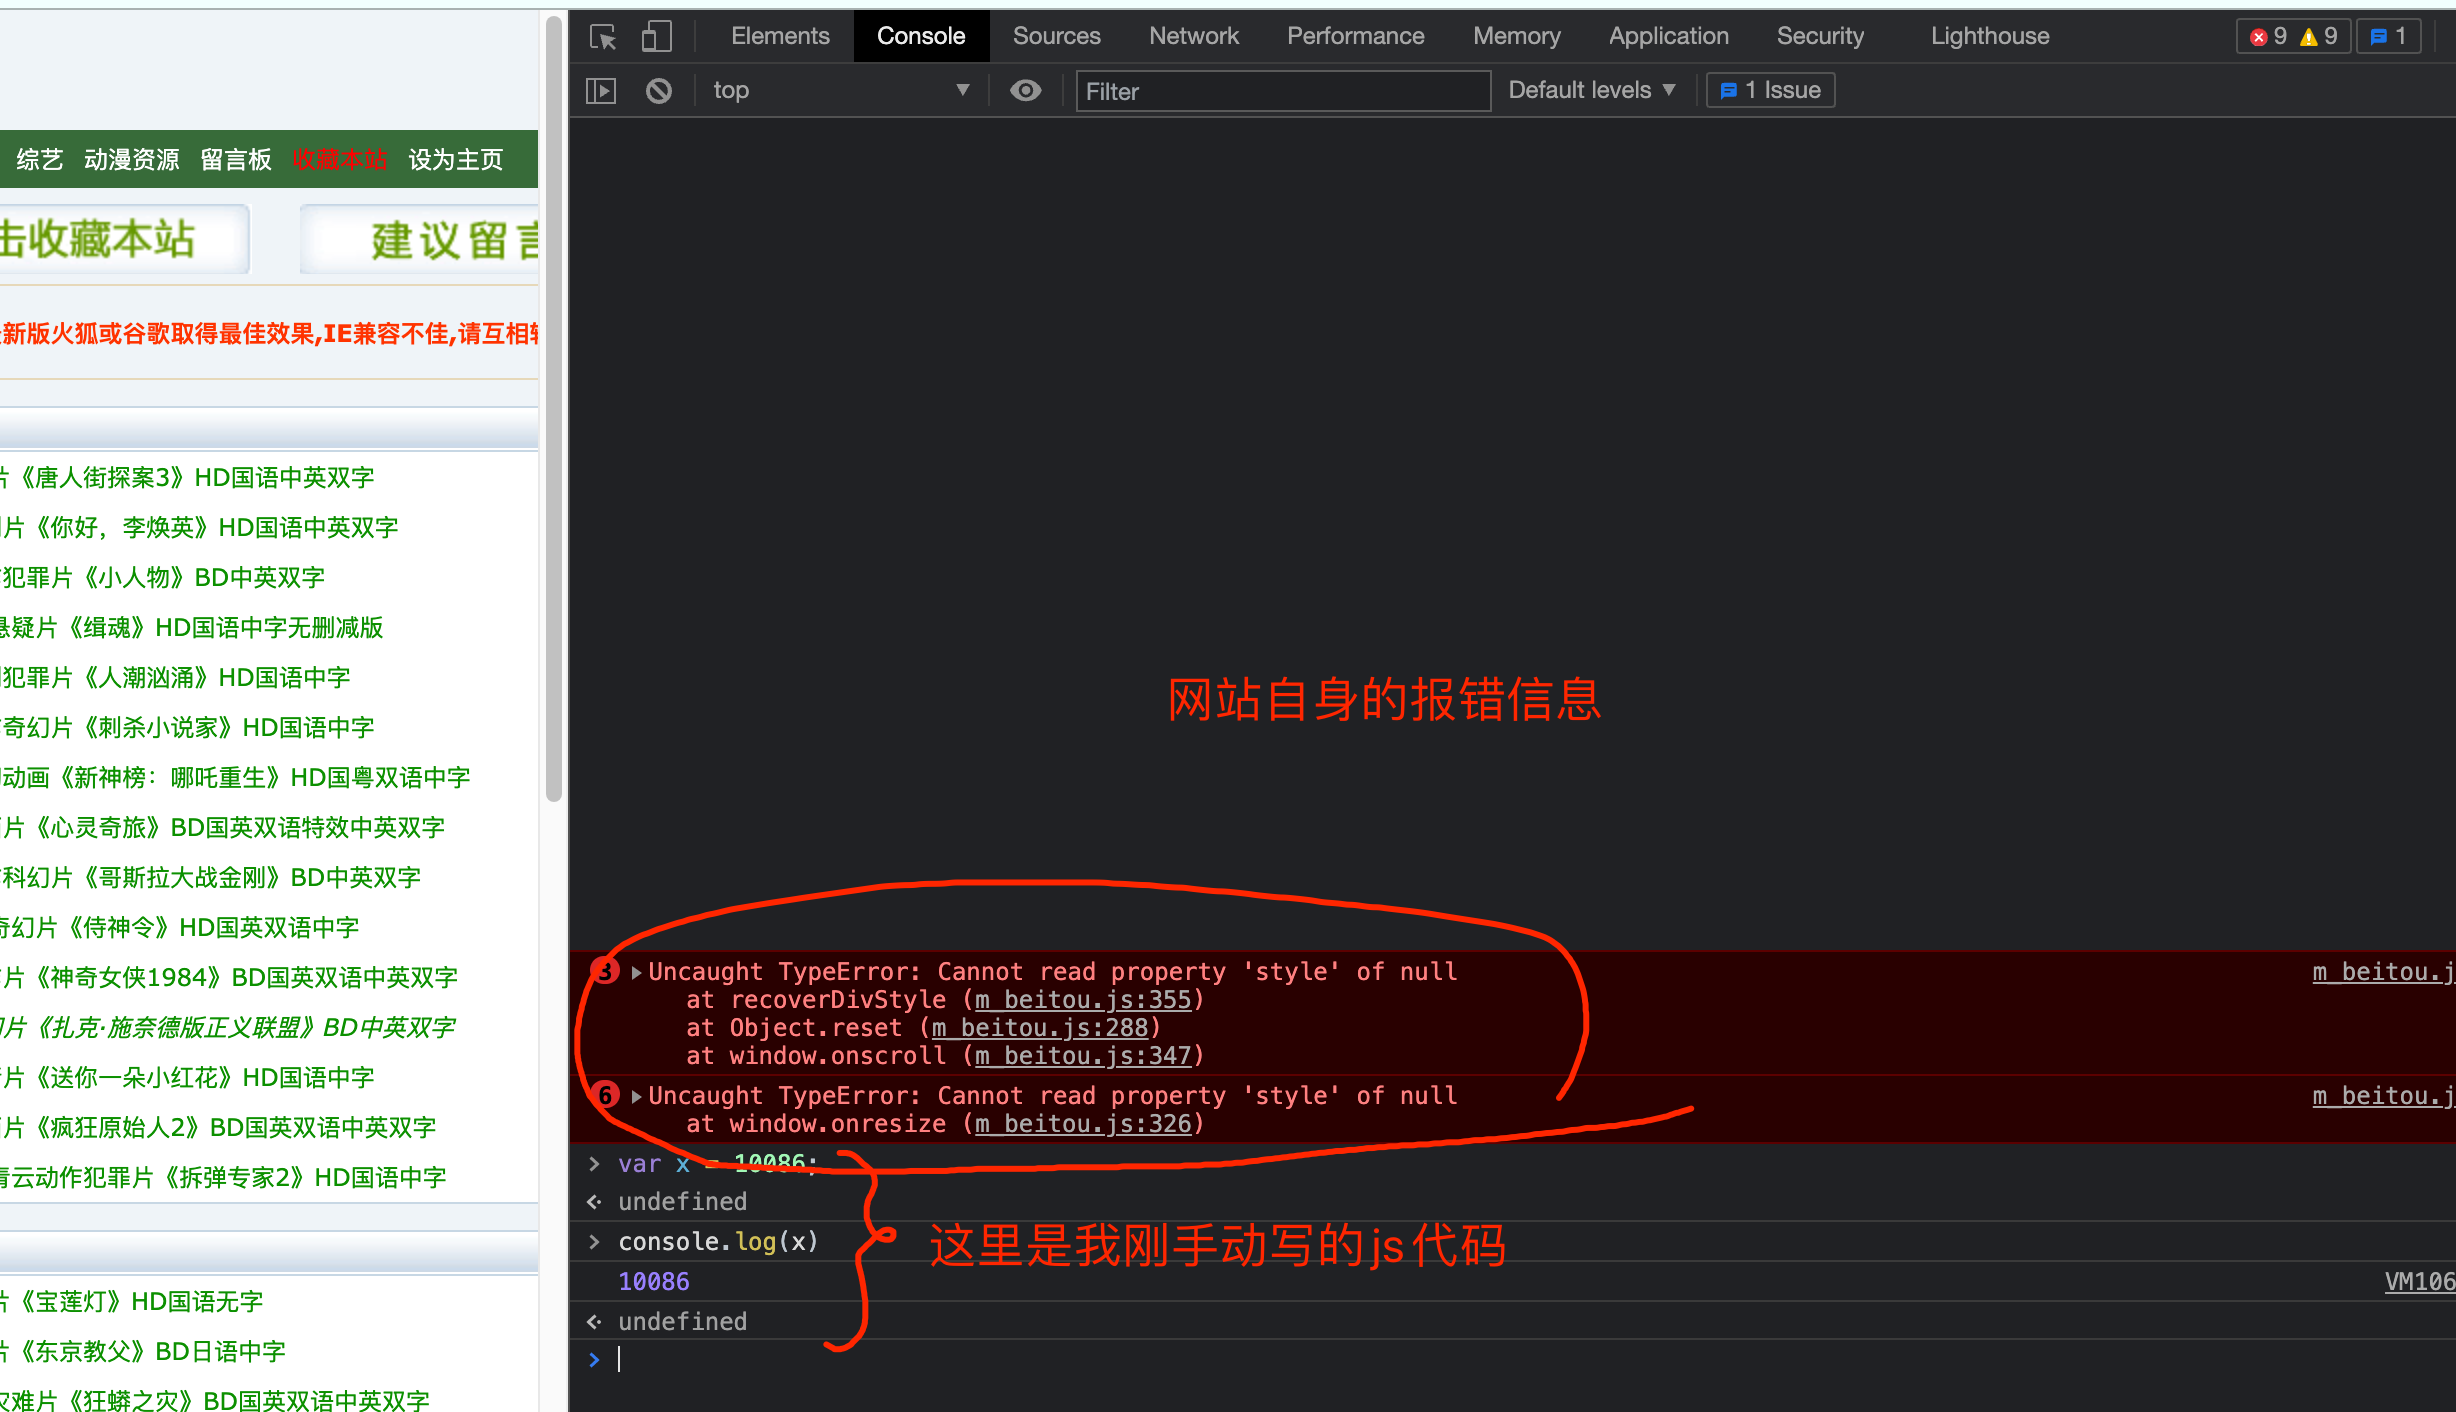 Elements Console Sources Network Performance Memory Application Security Lighthouse 9 9 1
top Filter Default levels 1 Issue
综艺 动漫资源 留言板 收藏本站 设为主页
击收藏本站 建议留言
新版火狐或谷歌取得最佳效果,IE兼容不佳,请互相
片《唐人街探案3》HD国语中英双字
片《你好，李焕英》HD国语中英双字
犯罪片《小人物》BD中英双字
悬疑片《缉魂》HD国语中字无删减版
犯罪片《人潮汹涌》HD国语中字
奇幻片《刺杀小说家》HD国语中字
动画《新神榜：哪吒重生》HD国粤双语中字
片《心灵奇旅》BD国英双语特效中英双字
科幻片《哥斯拉大战金刚》BD中英双字
奇幻片《侍神令》HD国英双语中字
片《神奇女侠1984》BD国英双语中英双字
片《扎克·施奈德版正义联盟》BD中英双字
片《送你一朵小红花》HD国语中字
片《疯狂原始人2》BD国英双语中英双字
青云动作犯罪片《拆弹专家2》HD国语中字
片《宝莲灯》HD国语无字
片《东京教父》BD日语中字
灾难片《狂蟒之灾》BD国英双语中英双字
网站自身的报错信息
3 Uncaught TypeError: Cannot read property 'style' of null m_beitou.j
at recoverDivStyle (m_beitou.js:355)
at Object.reset (m_beitou.js:288)
at window.onscroll (m_beitou.js:347)
6 Uncaught TypeError: Cannot read property 'style' of null m_beitou.j
at window.onresize (m_beitou.js:326)
> var x = 10086;
undefined
> console.log(x)
这里是我刚手动写的js代码
10086 VM106
undefined
>